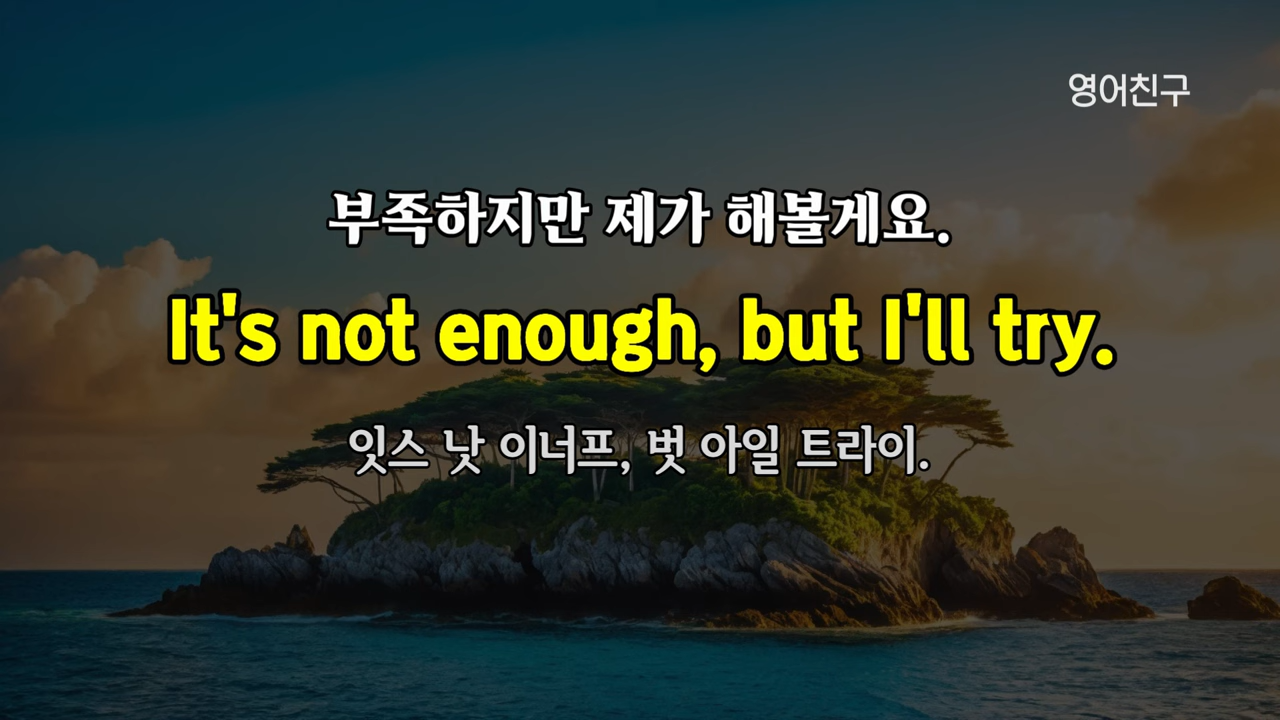 영어친구
부족하지만 제가 해볼게요.
It's not enough, but I'll try.
잇스 낫 이너프, 벗 아일 트라이.